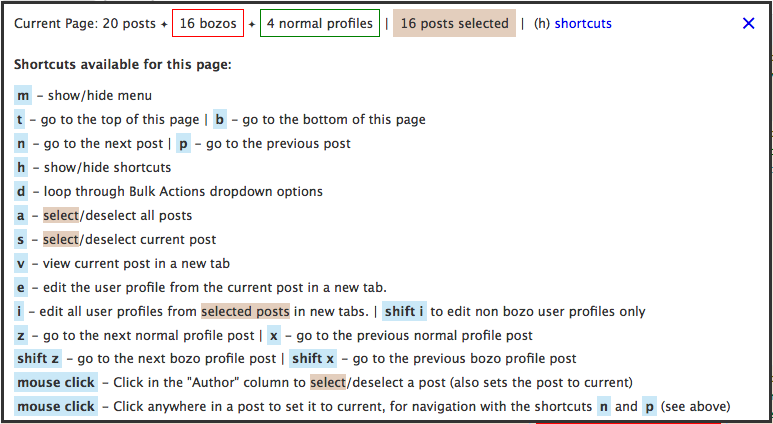 Current Page: 20 posts ✦ 16 bozos ✦ 4 normal profiles | 16 posts selected | (h) shortcuts ✕
Shortcuts available for this page:
m – show/hide menu
t – go to the top of this page | b – go to the bottom of this page
n – go to the next post | p – go to the previous post
h – show/hide shortcuts
d – loop through Bulk Actions dropdown options
a – select/deselect all posts
s – select/deselect current post
v – view current post in a new tab
e – edit the user profile from the current post in a new tab.
i – edit all user profiles from selected posts in new tabs. | shift i to edit non bozo user profiles only
z – go to the next normal profile post | x – go to the previous normal profile post
shift z – go to the next bozo profile post | shift x – go to the previous bozo profile post
mouse click – Click in the "Author" column to select/deselect a post (also sets the post to current)
mouse click – Click anywhere in a post to set it to current, for navigation with the shortcuts n and p (see above)